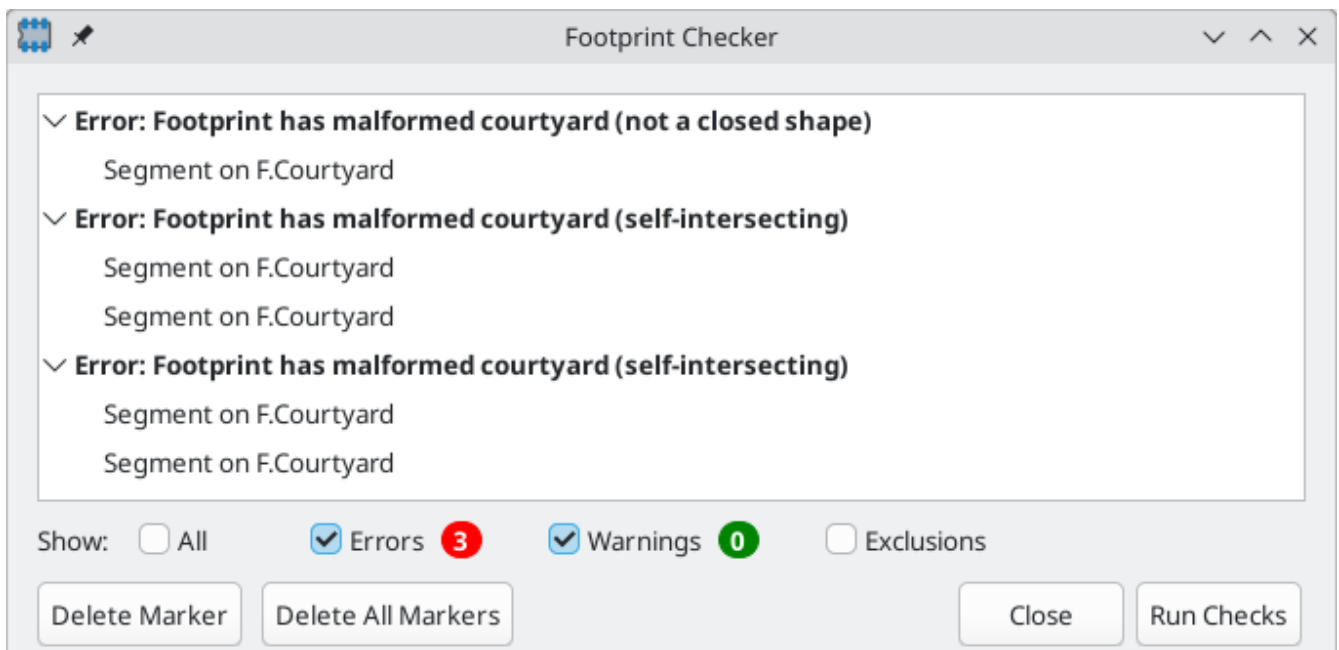 Footprint Checker
Error: Footprint has malformed courtyard (not a closed shape)
Segment on F.Courtyard
Error: Footprint has malformed courtyard (self-intersecting)
Segment on F.Courtyard
Segment on F.Courtyard
Error: Footprint has malformed courtyard (self-intersecting)
Segment on F.Courtyard
Segment on F.Courtyard
Show: All Errors 3 Warnings 0 Exclusions
Delete Marker Delete All Markers Close Run Checks